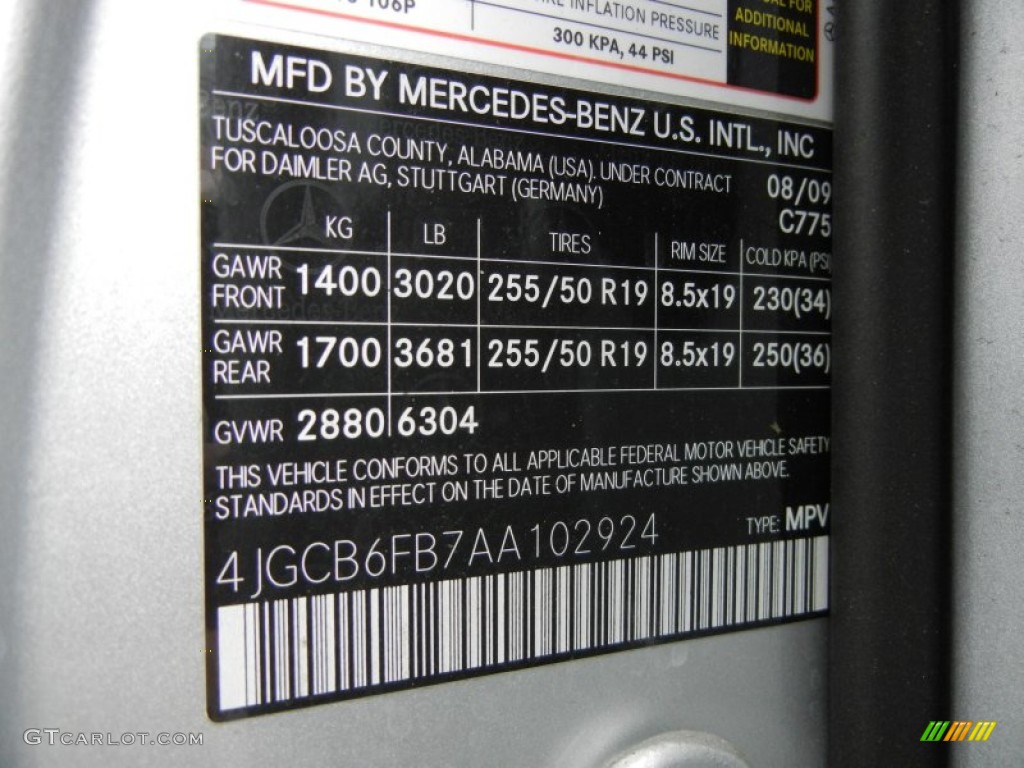 106P
INFLATION PRESSURE
300 KPA, 44 PSI
FOR
ADDITIONAL
INFORMATION
MFD BY MERCEDES-BENZ U.S. INTL., INC
TUSCALOOSA COUNTY, ALABAMA (USA). UNDER CONTRACT
FOR DAIMLER AG, STUTTGART (GERMANY)
08/09
C775
KG LB TIRES RIM SIZE COLD KPA (PSI)
GAWR FRONT 1400 3020 255/50 R19 8.5x19 230(34)
GAWR REAR 1700 3681 255/50 R19 8.5x19 250(36)
GVWR 2880 6304
THIS VEHICLE CONFORMS TO ALL APPLICABLE FEDERAL MOTOR VEHICLE SAFETY
STANDARDS IN EFFECT ON THE DATE OF MANUFACTURE SHOWN ABOVE.
4JGCB6FB7AA102924 TYPE: MPV
GTCARLOT.COM